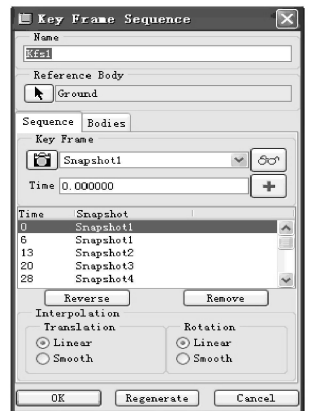 Key Frame Sequence
Name
Kfs1
Reference Body
Ground
Sequence Bodies
Key Frame
Snapshot1
Time 0.000000
Time Snapshot
0 Snapshot1
6 Snapshot1
13 Snapshot2
20 Snapshot3
28 Snapshot4
Reverse Remove
Interpolation
Translation Rotation
Linear Linear
Smooth Smooth
OK Regenerate Cancel